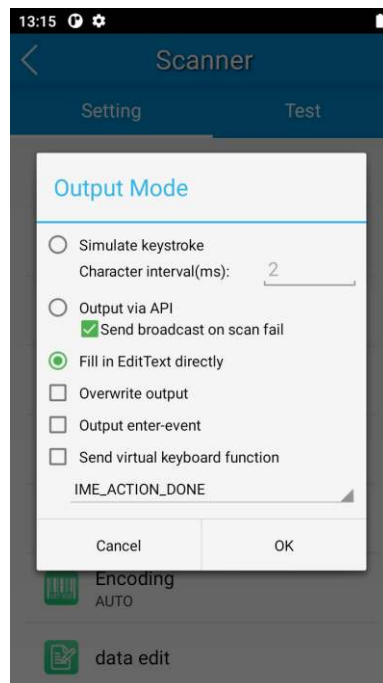 13:15
Scanner
Setting
Test
Output Mode
Simulate keystroke
Character interval(ms): 2
Output via API
Send broadcast on scan fail
Fill in EditText directly
Overwrite output
Output enter-event
Send virtual keyboard function
IME_ACTION_DONE
Cancel
OK
Encoding
AUTO
data edit